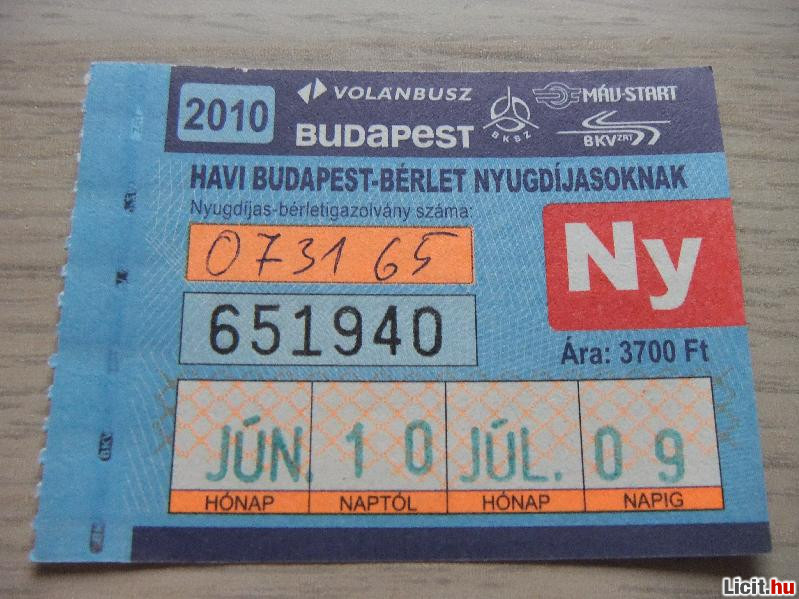 2010 VOLÁNBUSZ BKSZ MÁV-START
BUDAPEST BKV ZRT
HAVI BUDAPEST-BÉRLET NYUGDÍJASOKNAK
Nyugdíjas-bérletigazolvány száma:
073165
Ny
651940
Ára: 3700 Ft
JÚN. 10 JÚL. 09
HÓNAP NAPTÓL HÓNAP NAPIG
BKV
Licit.hu